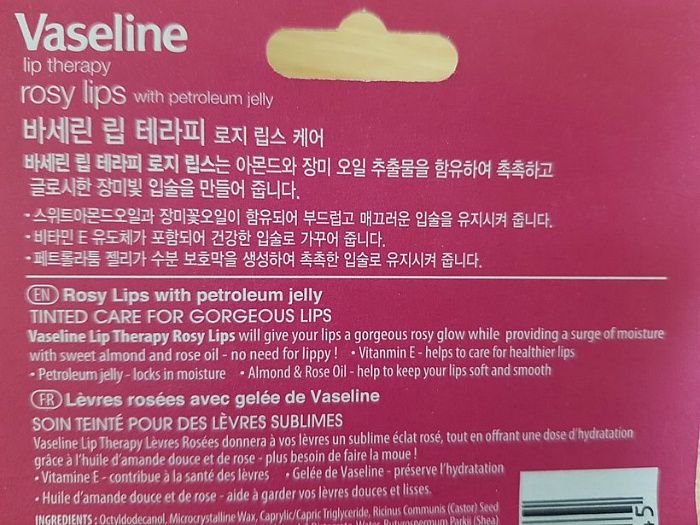 Vaseline
lip therapy
rosy lips with petroleum jelly
바세린 립 테라피 로지 립스 케어
바세린 립 테라피 로지 립스는 아몬드와 장미 오일 추출물을 함유하여 촉촉하고
글로시한 장미빛 입술을 만들어 줍니다.
•스위트아몬드오일과 장미꽃오일이 함유되어 부드럽고 매끄러운 입술을 유지시켜 줍니다.
•비타민 E 유도체가 포함되어 건강한 입술로 가꾸어 줍니다.
•페트롤라툼 젤리가 수분 보호막을 생성하여 촉촉한 입술로 유지시켜 줍니다.
EN Rosy Lips with petroleum jelly
TINTED CARE FOR GORGEOUS LIPS
Vaseline Lip Therapy Rosy Lips will give your lips a gorgeous rosy glow while providing a surge of moisture
with sweet almond and rose oil - no need for lippy ! • Vitanmin E - helps to care for healthier lips
• Petroleum jelly - locks in moisture • Almond & Rose Oil - help to keep your lips soft and smooth
FR Lèvres rosées avec gelée de Vaseline
SOIN TEINTÉ POUR DES LÈVRES SUBLIMES
Vaseline Lip Therapy Lèvres Rosées donnera à vos lèvres un sublime éclat rosé, tout en offrant une dose d'hydratation
grâce à l'huile d'amande douce et de rose - plus besoin de faire la moue !
• Vitamine E - contribue à la santé des lèvres • Gelée de Vaseline - préserve l'hydratation
• Huile d'amande douce et de rose - aide à garder vos lèvres douces et lisses.
INGREDIENTS : Octyldodecanol, Microcrystalline Wax, Caprylic/Capric Triglyceride, Ricinus Communis (Castor) Seed
Water, Butyrospermum Parkii (Shea)
5